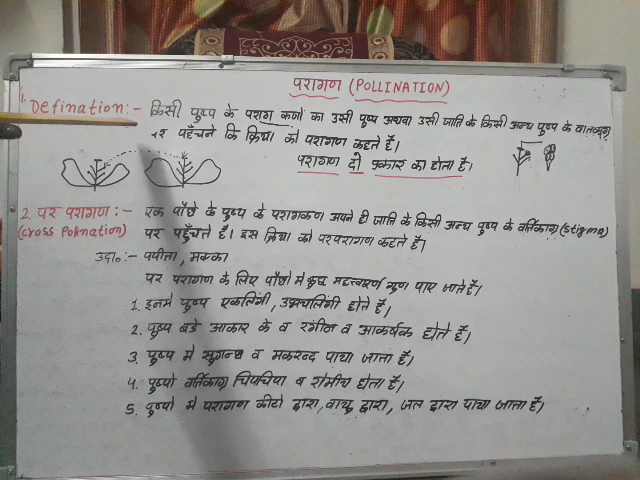 परागण (POLLINATION)
1. Defination:- किसी पुष्प के पराग कणो का उसी पुष्प अथवा उसी जाति के किसी अन्य पुष्प के वातिकाग्र
पर पहुँचने कि क्रिया को परागण कहते हैं।
परागण दो प्रकार का होता है।
2. पर परागण:- एक पौधे के पुष्प के परागकण अपने ही जाति के किसी अन्य पुष्प के वर्तिकाग्र (stigma)
(Cross Pollnation) पर पहुँचते हैं। इस क्रिया को परपरागण कहते हैं।
उदा०:- पपीता, मक्का
पर परागण के लिए पौधो मे कुछ महत्त्वपूर्ण गुण पाए जाते हैं।
1. इनमे पुष्प एकलिंगी, उभयलिंगी होते हैं,
2. पुष्प बडे आकार के व रंगीन व आकर्षक होते हैं,
3. पुष्प मे सुगन्ध व मकरन्द पाया जाता हैं।
4. पुष्पो वर्तिकाग्र चिपचिपा व रोमीय होता हैं।
5. पुष्पो मे परागण कीटो द्वारा, वायु द्वारा, जल द्वारा पाया जाता हैं।